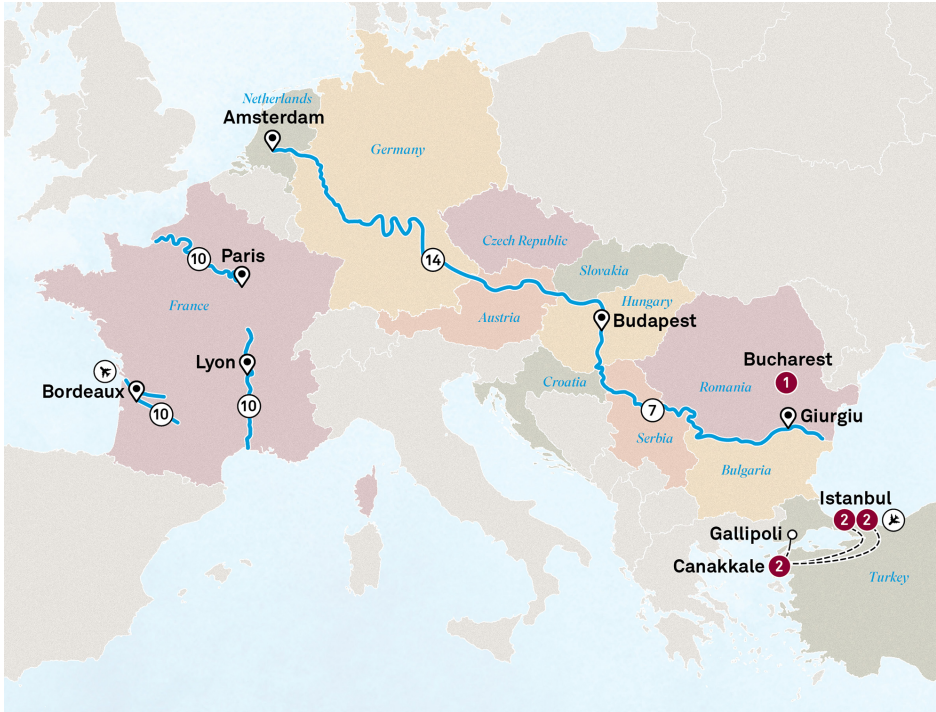 Netherlands
Amsterdam
Germany
Czech Republic
10
Paris
14
Slovakia
France
Hungary
Austria
Budapest
Lyon
Bucharest
1
Croatia
Romania
Bordeaux
10
10
7
Giurgiu
Serbia
Bulgaria
Istanbul
2 2
Gallipoli
Canakkale 2
Turkey